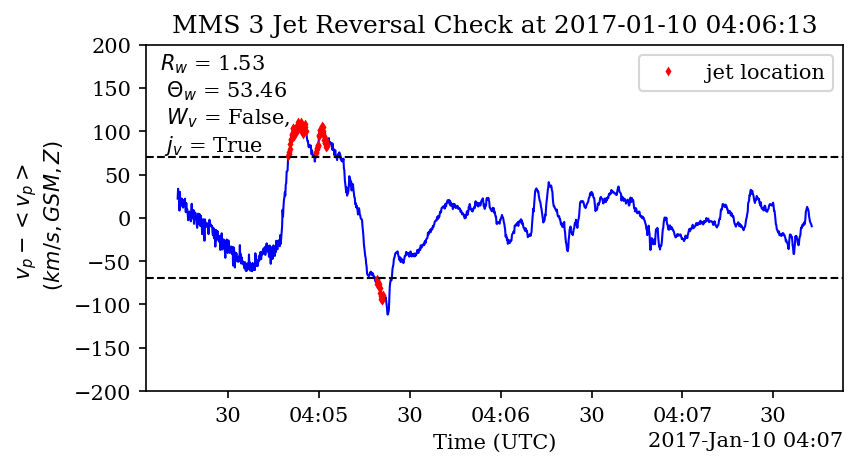 MMS 3 Jet Reversal Check at 2017-01-10 04:06:13
200
150
100
50
0
−50
−100
−150
−200
v_p − < v_p >
(km/s, GSM, Z)
R_w = 1.53
Θ_w = 53.46
W_v = False,
j_v = True
jet location
30 04:05 30 04:06 30 04:07 30
Time (UTC)
2017-Jan-10 04:07